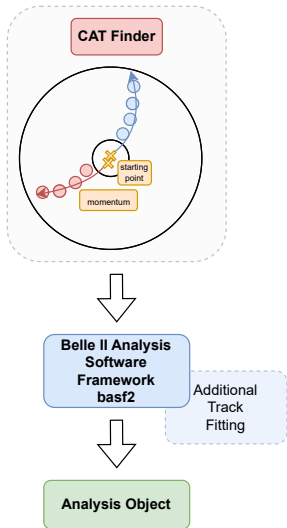 CAT Finder
starting
point
momentum
Belle II Analysis
Software
Framework
basf2
Additional
Track
Fitting
Analysis Object